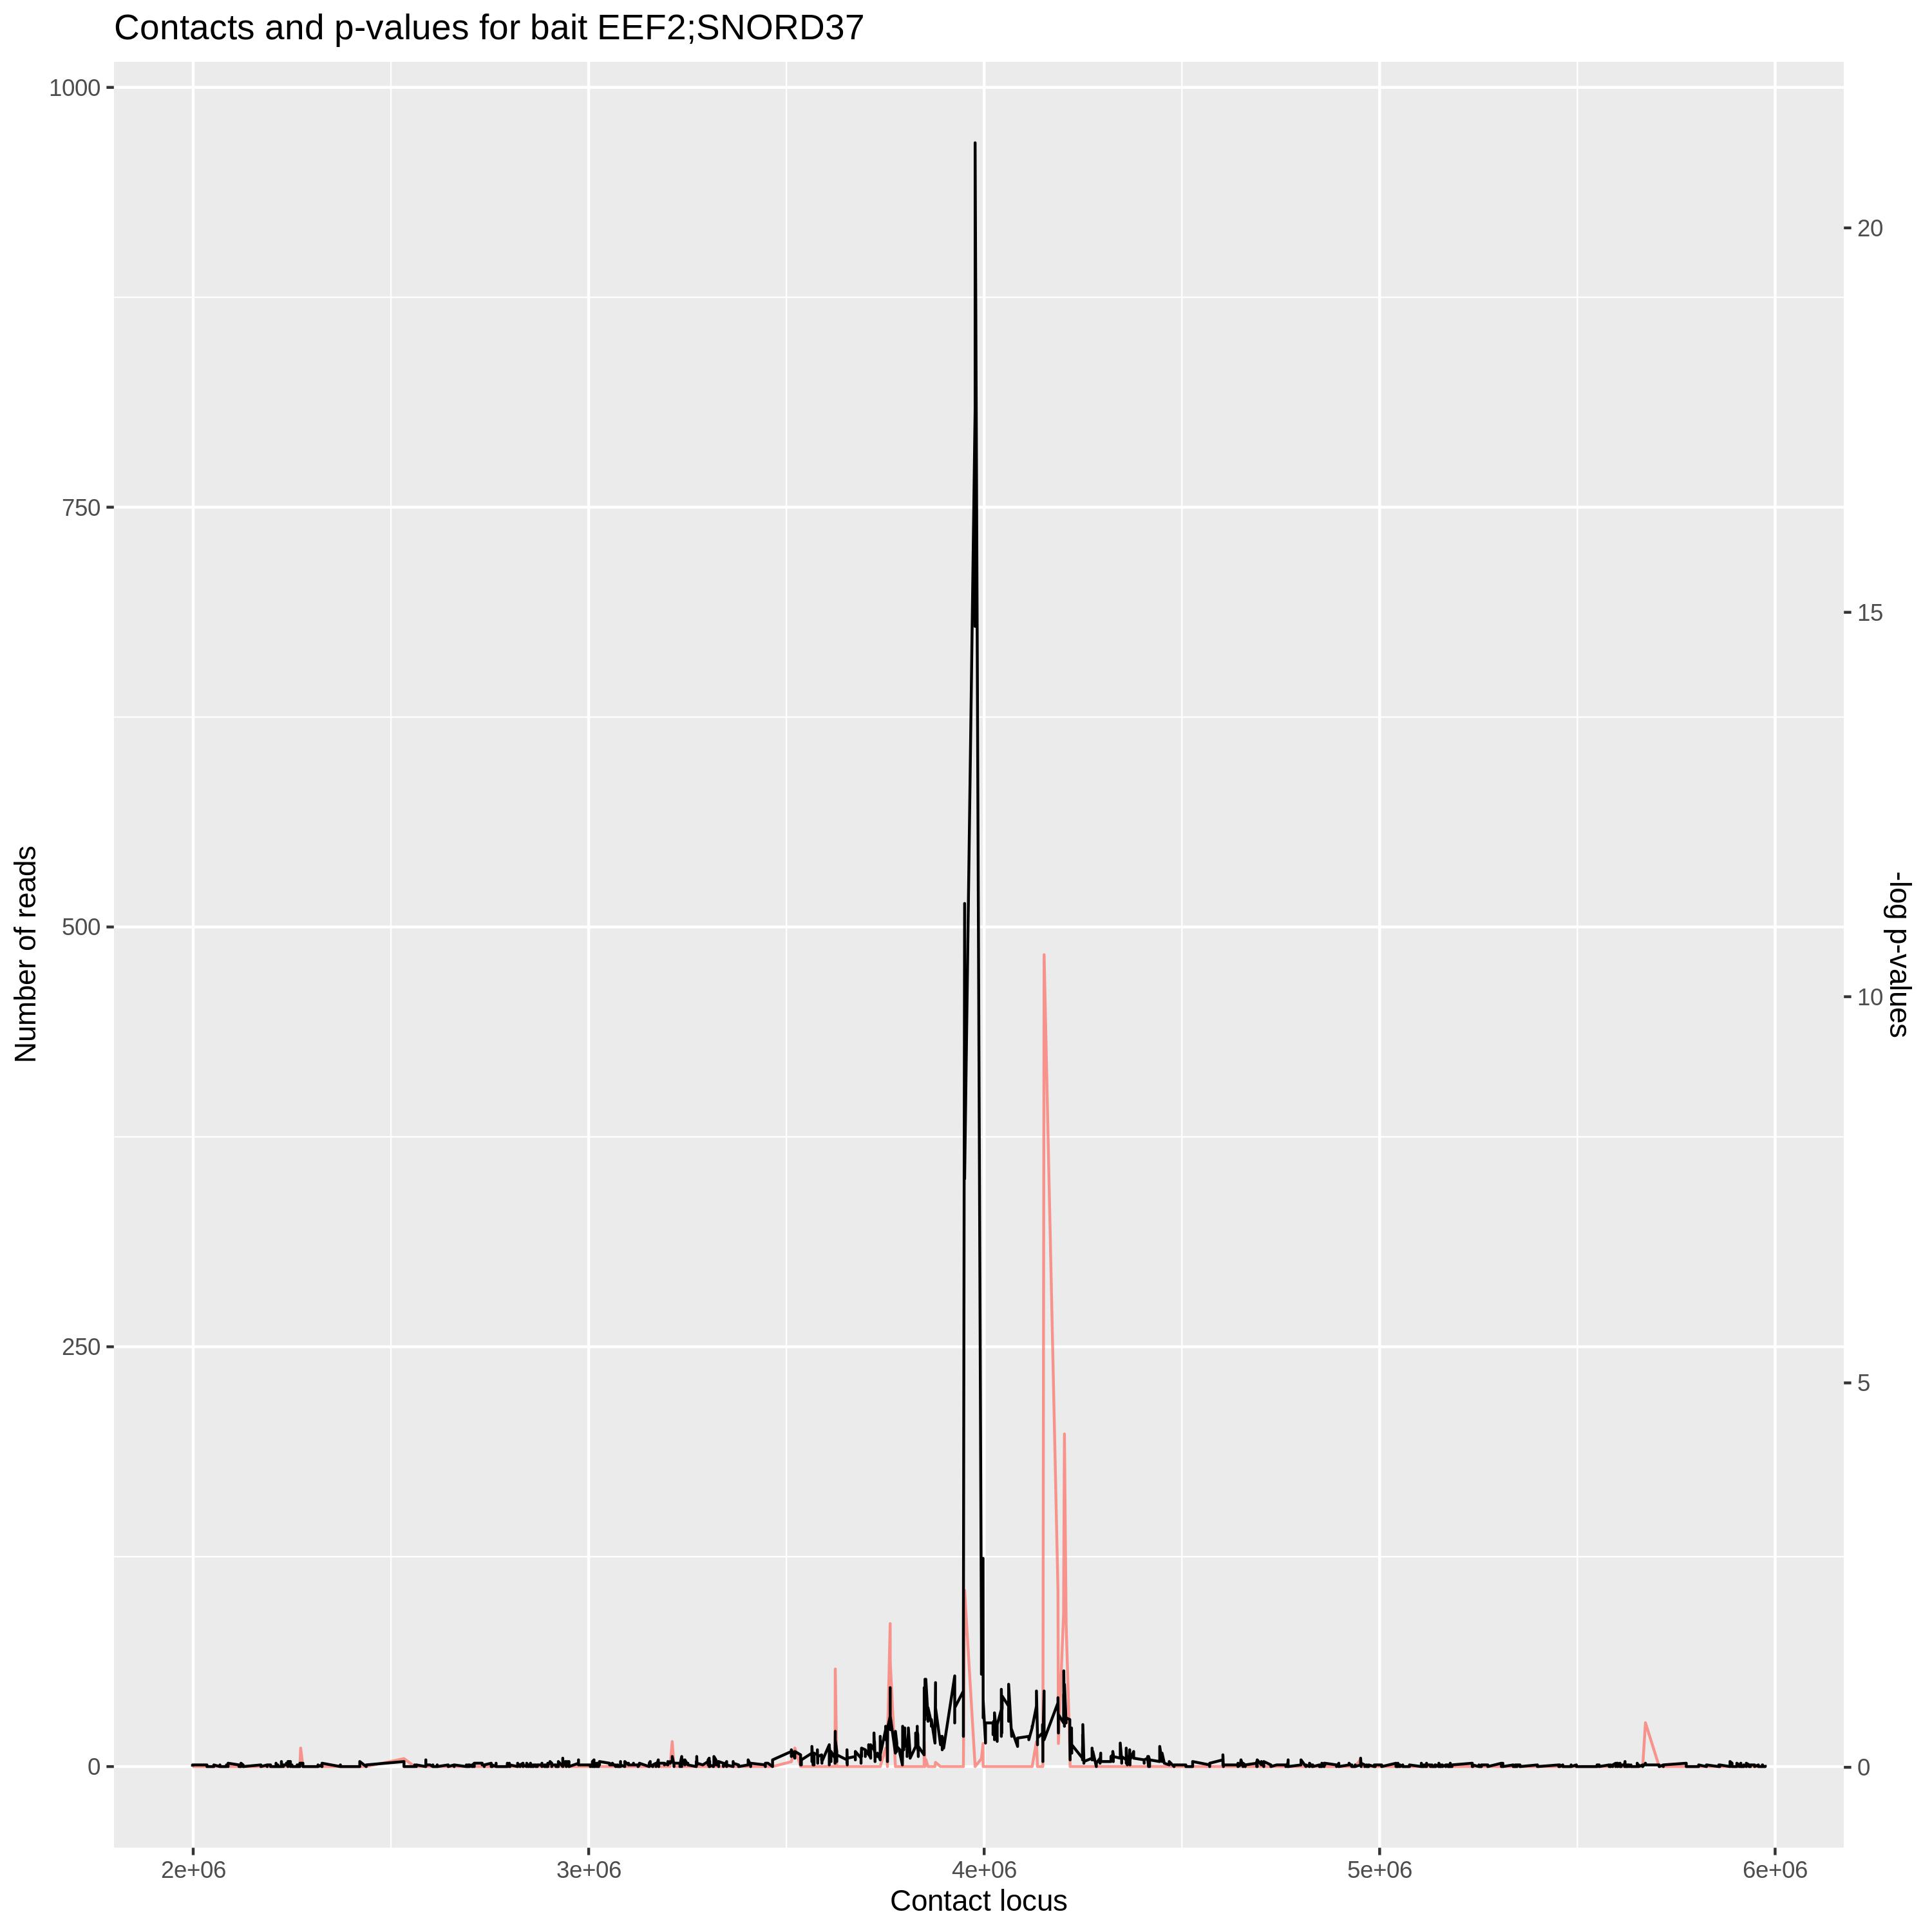 Contacts and p-values for bait EEF2;SNORD37
1000
750
500
250
0
Number of reads
20
15
10
5
0
-log p-values
2e+06
3e+06
4e+06
5e+06
6e+06
Contact locus